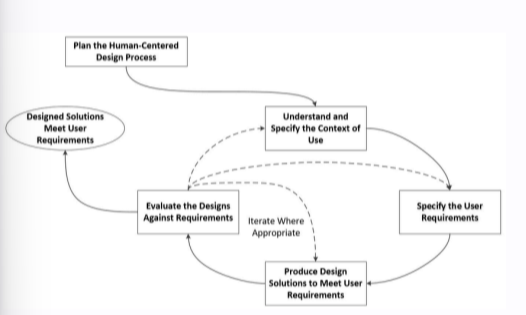 Plan the Human-Centered
Design Process
Designed Solutions
Meet User
Requirements
Understand and
Specify the Context of
Use
Evaluate the Designs
Against Requirements
Iterate Where
Appropriate
Specify the User
Requirements
Produce Design
Solutions to Meet User
Requirements